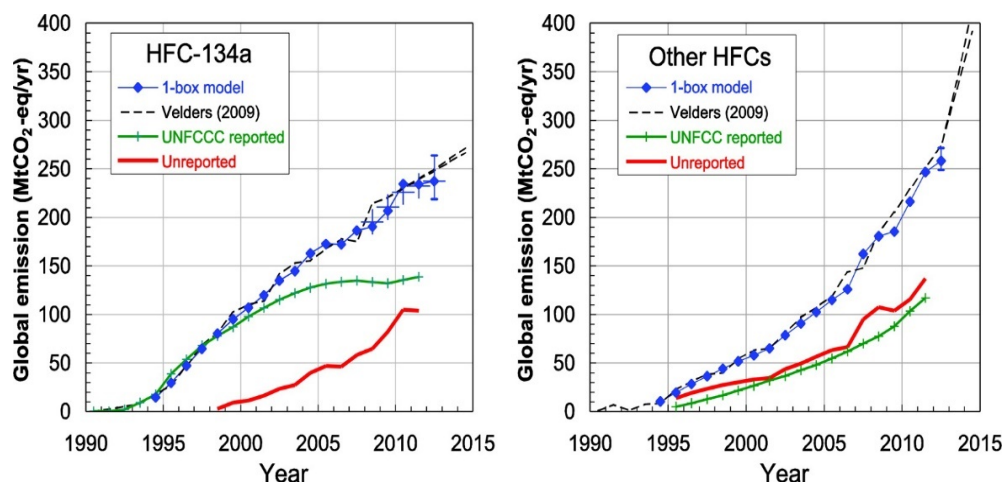 HFC-134a
1-box model
Velders (2009)
UNFCCC reported
Unreported
Global emission (MtCO₂-eq/yr)
400
350
300
250
200
150
100
50
0
1990 1995 2000 2005 2010 2015
Year
Other HFCs
1-box model
Velders (2009)
UNFCC reported
Unreported
Global emission (MtCO₂-eq/yr)
400
350
300
250
200
150
100
50
0
1990 1995 2000 2005 2010 2015
Year